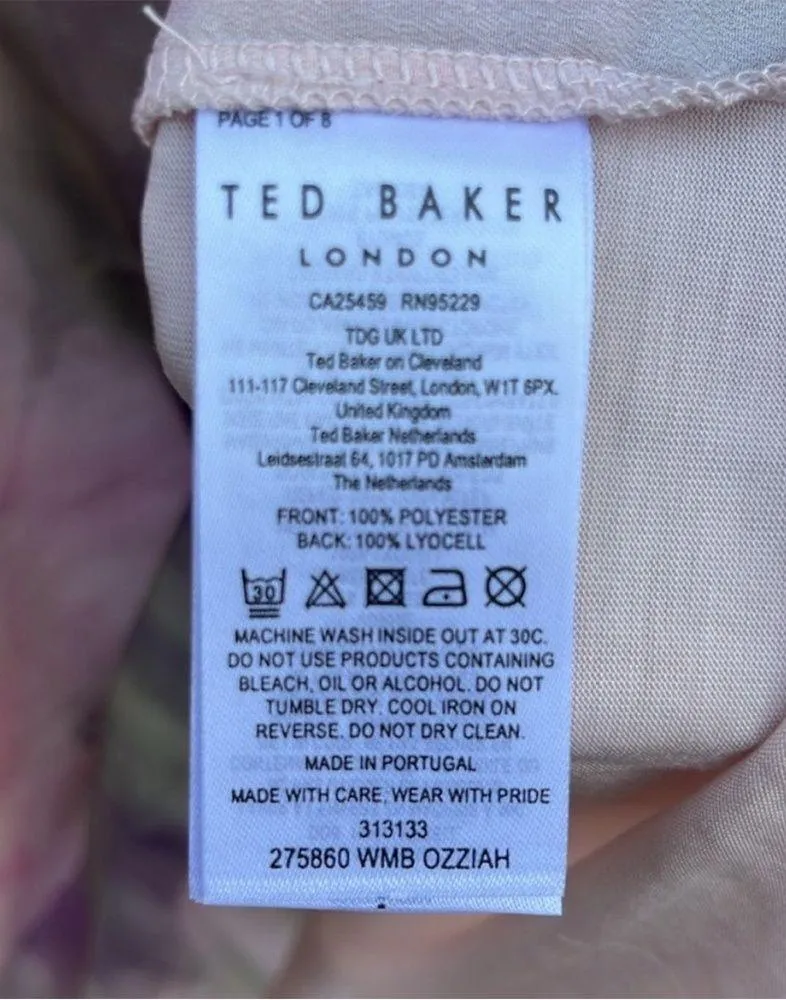 PAGE 1 OF 8
TED BAKER
LONDON
CA25459 RN95229
TDG UK LTD
Ted Baker on Cleveland
111-117 Cleveland Street, London, W1T 6PX.
United Kingdom
Ted Baker Netherlands
Leidsestraat 64, 1017 PD Amsterdam
The Netherlands
FRONT: 100% POLYESTER
BACK: 100% LYOCELL
30
MACHINE WASH INSIDE OUT AT 30C.
DO NOT USE PRODUCTS CONTAINING
BLEACH, OIL OR ALCOHOL. DO NOT
TUMBLE DRY. COOL IRON ON
REVERSE. DO NOT DRY CLEAN.
MADE IN PORTUGAL
MADE WITH CARE, WEAR WITH PRIDE
313133
275860 WMB OZZIAH